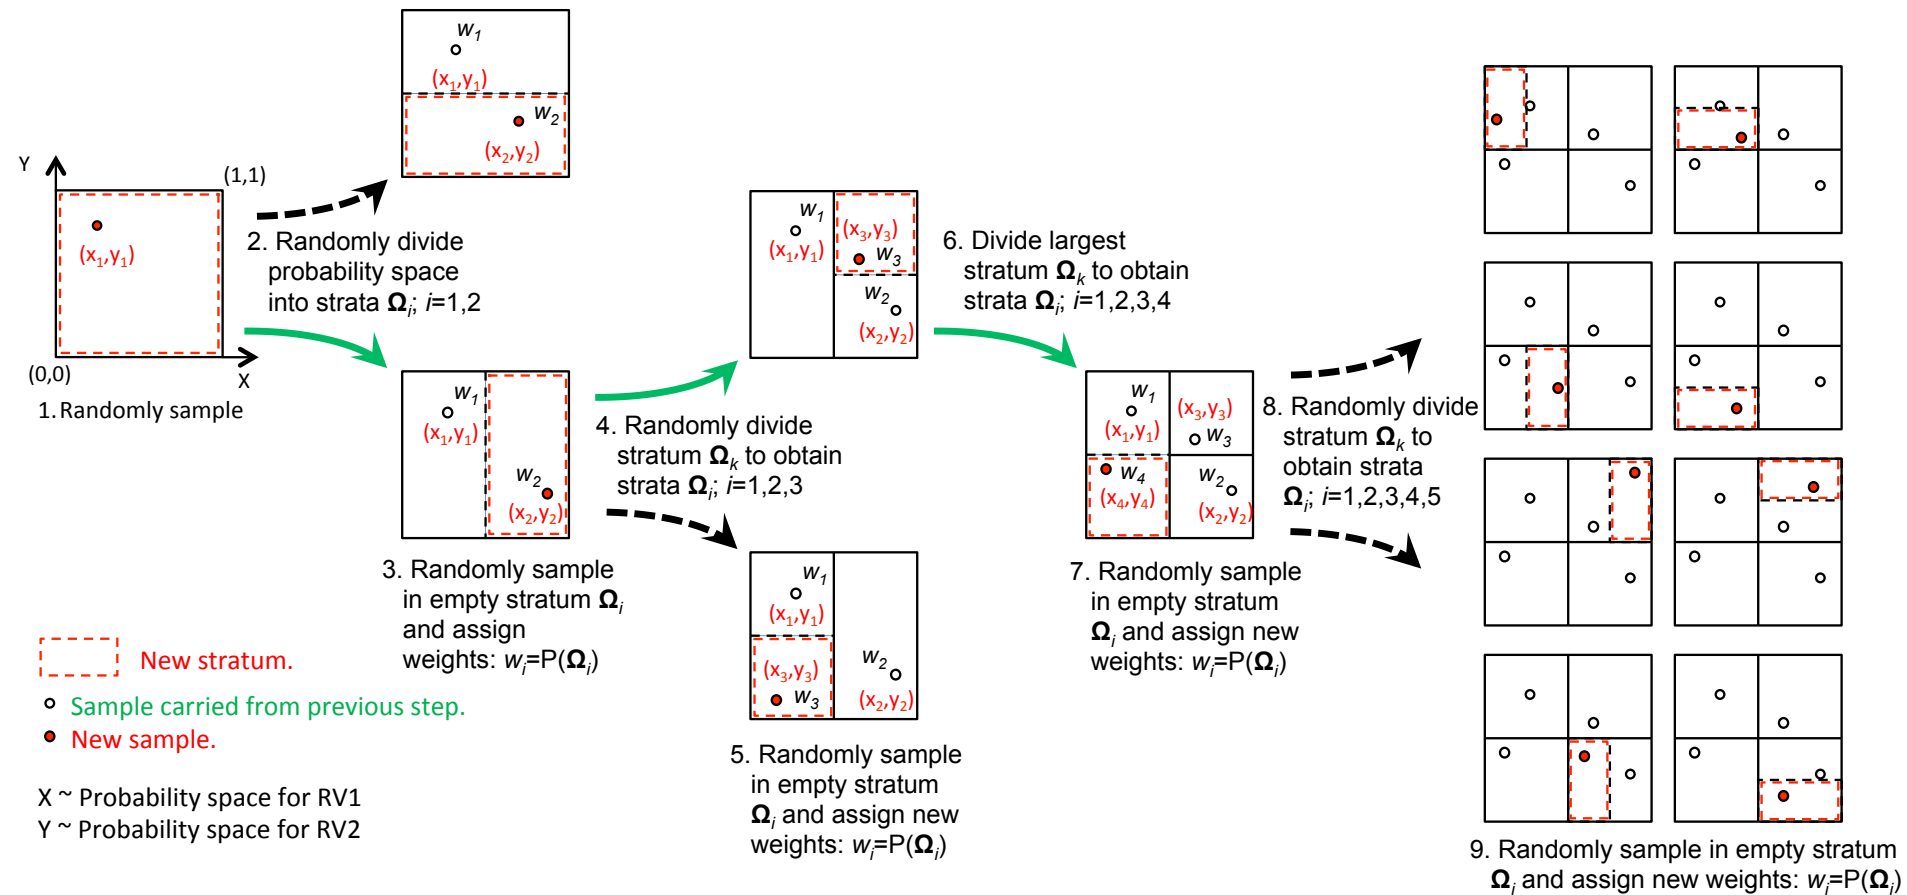 Y
(1,1)
(x₁,y₁)
(0,0)
X
1. Randomly sample
w₁
(x₁,y₁)
w₂
(x₂,y₂)
2. Randomly divide
probability space
into strata Ωᵢ; i=1,2
w₁
(x₁,y₁)
w₂
(x₂,y₂)
3. Randomly sample
in empty stratum Ωᵢ
and assign
weights: wᵢ=P(Ωᵢ)
4. Randomly divide
stratum Ωₖ to obtain
strata Ωᵢ; i=1,2,3
w₁
(x₁,y₁)
(x₃,y₃)
w₃
w₂
(x₂,y₂)
w₁
(x₁,y₁)
(x₃,y₃)
w₃
w₂
(x₂,y₂)
5. Randomly sample
in empty stratum
Ωᵢ and assign new
weights: wᵢ=P(Ωᵢ)
6. Divide largest
stratum Ωₖ to obtain
strata Ωᵢ; i=1,2,3,4
w₁
(x₁,y₁)
(x₃,y₃)
w₃
w₄
(x₄,y₄)
w₂
(x₂,y₂)
7. Randomly sample
in empty stratum
Ωᵢ and assign new
weights: wᵢ=P(Ωᵢ)
8. Randomly divide
stratum Ωₖ to
obtain strata
Ωᵢ; i=1,2,3,4,5
9. Randomly sample in empty stratum
Ωᵢ and assign new weights: wᵢ=P(Ωᵢ)
New stratum.
Sample carried from previous step.
New sample.
X ~ Probability space for RV1
Y ~ Probability space for RV2